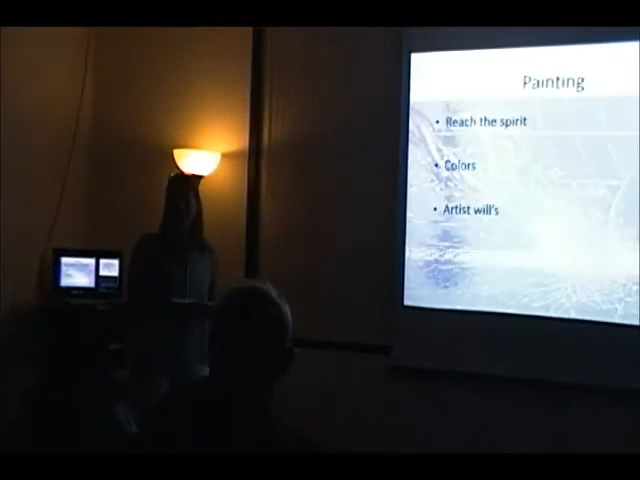 Painting
• Reach the spirit
• Colors
• Artist will's